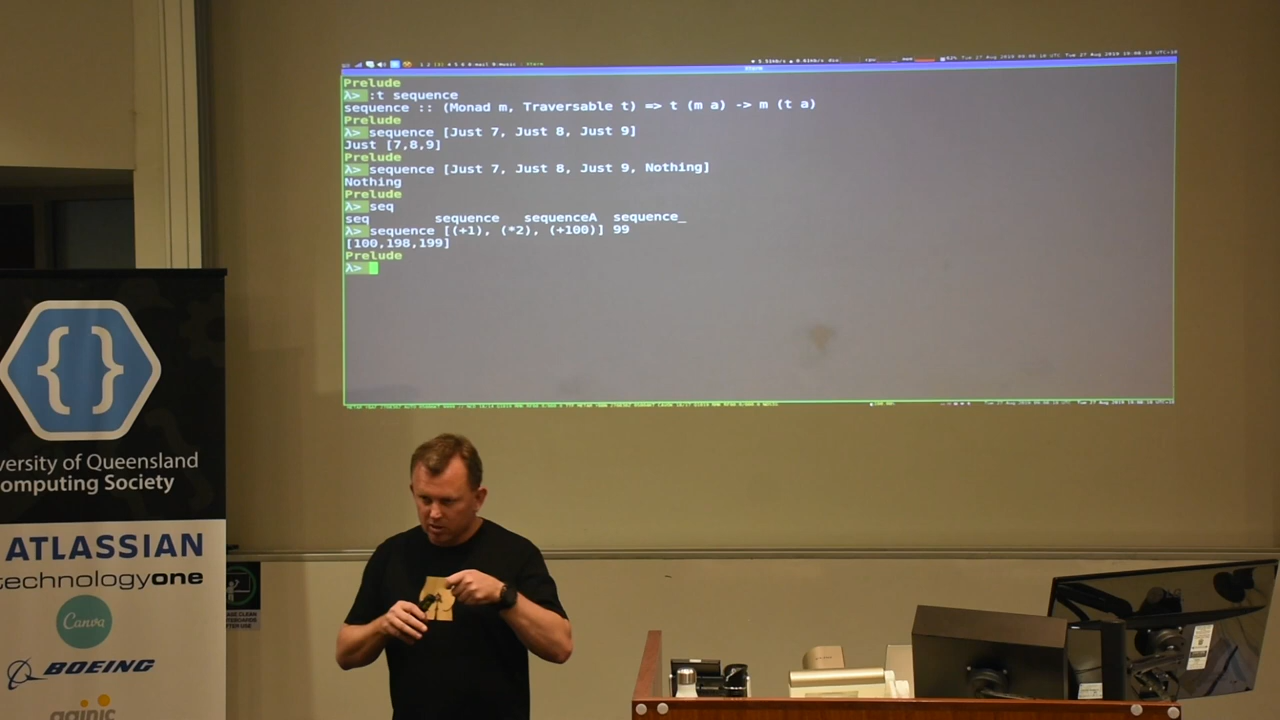 Prelude
λ> :t sequence
sequence :: (Monad m, Traversable t) => t (m a) -> m (t a)
Prelude
λ> sequence [Just 7, Just 8, Just 9]
Just [7,8,9]
Prelude
λ> sequence [Just 7, Just 8, Just 9, Nothing]
Nothing
Prelude
λ> seq
seq sequence sequenceA sequence_
λ> sequence [(+1), (*2), (+100)] 99
[100,198,199]
Prelude
λ>
{}
versity of Queensland
omputing Society
ATLASSIAN
technologyone
Canva
BOEING